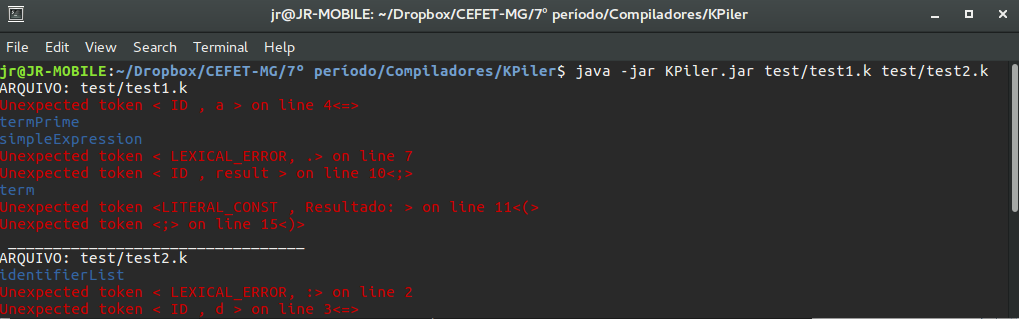 jr@JR-MOBILE: ~/Dropbox/CEFET-MG/7º período/Compiladores/KPiler
File Edit View Search Terminal Help
jr@JR-MOBILE:~/Dropbox/CEFET-MG/7º período/Compiladores/KPiler$ java -jar KPiler.jar test/test1.k test/test2.k
ARQUIVO: test/test1.k
Unexpected token < ID , a > on line 4<=>
termPrime
simpleExpression
Unexpected token < LEXICAL_ERROR, .> on line 7
Unexpected token < ID , result > on line 10<;>
term
Unexpected token <LITERAL_CONST , Resultado: > on line 11<(>
Unexpected token <;> on line 15<)>
_________________________________
ARQUIVO: test/test2.k
identifierList
Unexpected token < LEXICAL_ERROR, :> on line 2
Unexpected token < ID , d > on line 3<=>